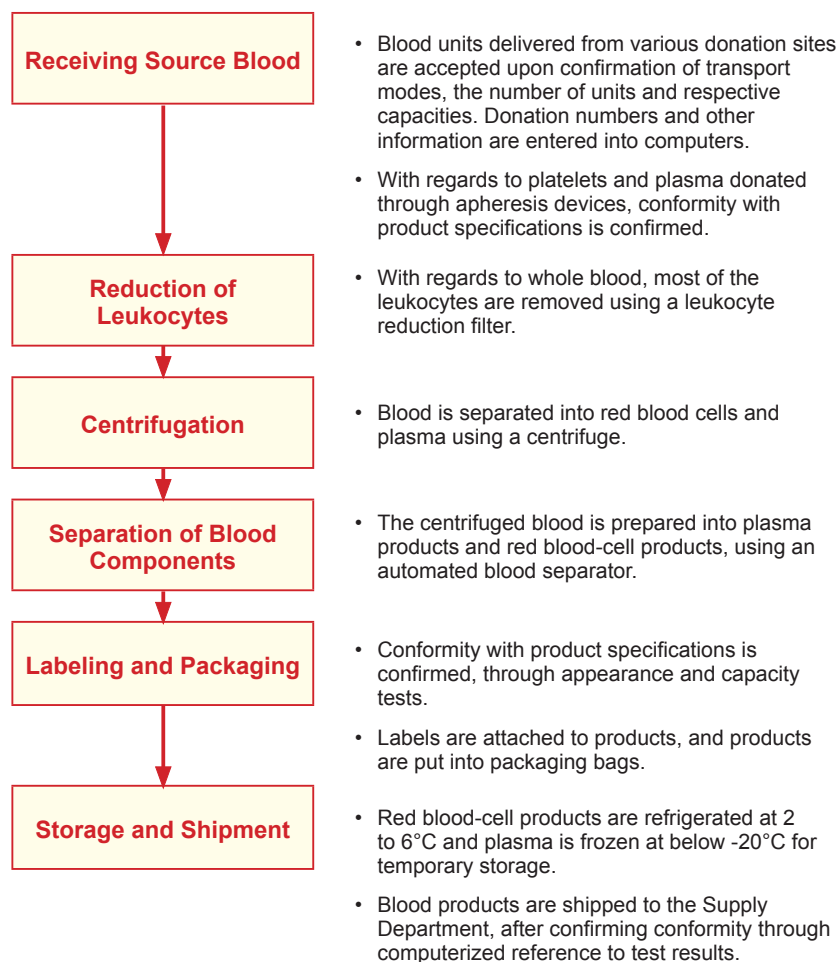 Receiving Source Blood
• Blood units delivered from various donation sites
are accepted upon confirmation of transport
modes, the number of units and respective
capacities. Donation numbers and other
information are entered into computers.
• With regards to platelets and plasma donated
through apheresis devices, conformity with
product specifications is confirmed.
Reduction of
Leukocytes
• With regards to whole blood, most of the
leukocytes are removed using a leukocyte
reduction filter.
Centrifugation
• Blood is separated into red blood cells and
plasma using a centrifuge.
Separation of Blood
Components
• The centrifuged blood is prepared into plasma
products and red blood-cell products, using an
automated blood separator.
Labeling and Packaging
• Conformity with product specifications is
confirmed, through appearance and capacity
tests.
• Labels are attached to products, and products
are put into packaging bags.
Storage and Shipment
• Red blood-cell products are refrigerated at 2
to 6°C and plasma is frozen at below -20°C for
temporary storage.
• Blood products are shipped to the Supply
Department, after confirming conformity through
computerized reference to test results.